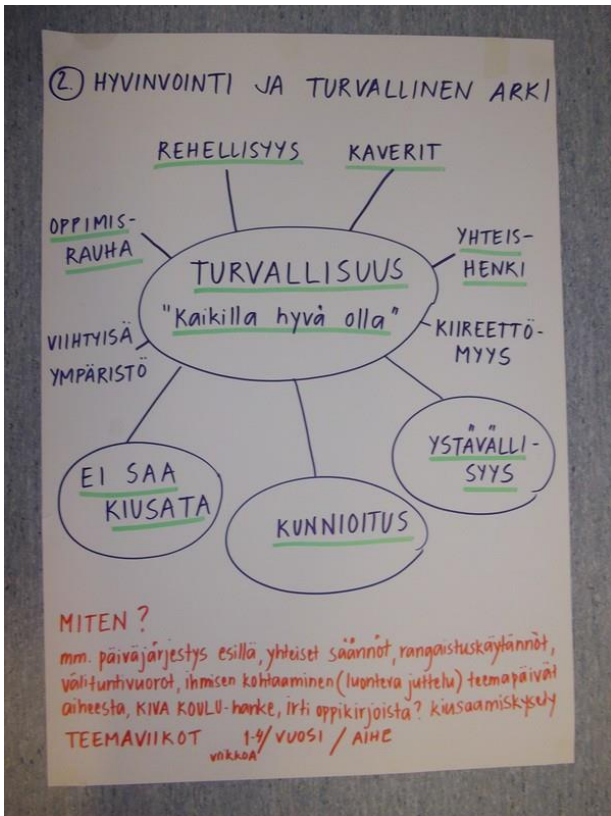 ② HYVINVOINTI JA TURVALLINEN ARKI
REHELLISYYS
KAVERIT
OPPIMIS-
RAUHA
YHTEIS-
HENKI
TURVALLISUUS
"Kaikilla hyvä olla"
VIIHTYISÄ
YMPÄRISTÖ
KIIREETTÖ-
MYYS
EI SAA
KIUSATA
KUNNIOITUS
YSTÄVÄLLI-
SYYS
MITEN?
mm. päiväjärjestys esillä, yhteiset säännöt, rangaistuskäytännöt,
välituntivuorot, ihmisen kohtaaminen (luonteva juttelu) teemapäivät
aiheesta, KIVA KOULU-hanke, irti oppikirjoista? kiusaamiskysely
TEEMAVIIKOT 1-4/VUOSI / AIHE
viikkoa